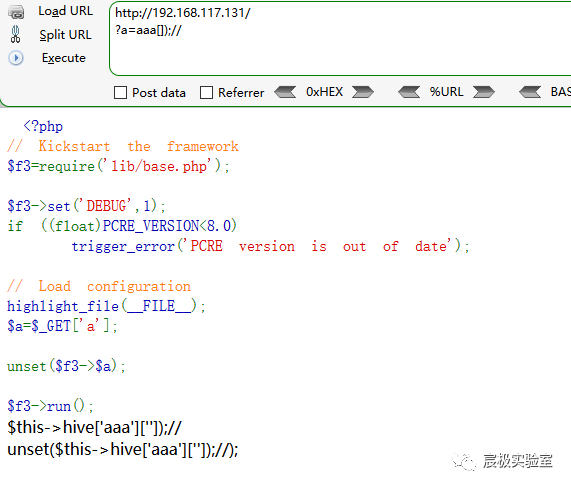 Load URL
http://192.168.117.131/
Split URL
?a=aaa[]);//
Execute
Post data Referrer 0xHEX %URL BAS
<?php
// Kickstart the framework
$f3=require('lib/base.php');
$f3->set('DEBUG',1);
if ((float)PCRE_VERSION<8.0)
trigger_error('PCRE version is out of date');
// Load configuration
highlight_file(__FILE__);
$a=$_GET['a'];
unset($f3->$a);
$f3->run();
$this->hive['aaa']['']);//
unset($this->hive['aaa']['']);//);
宸极实验室